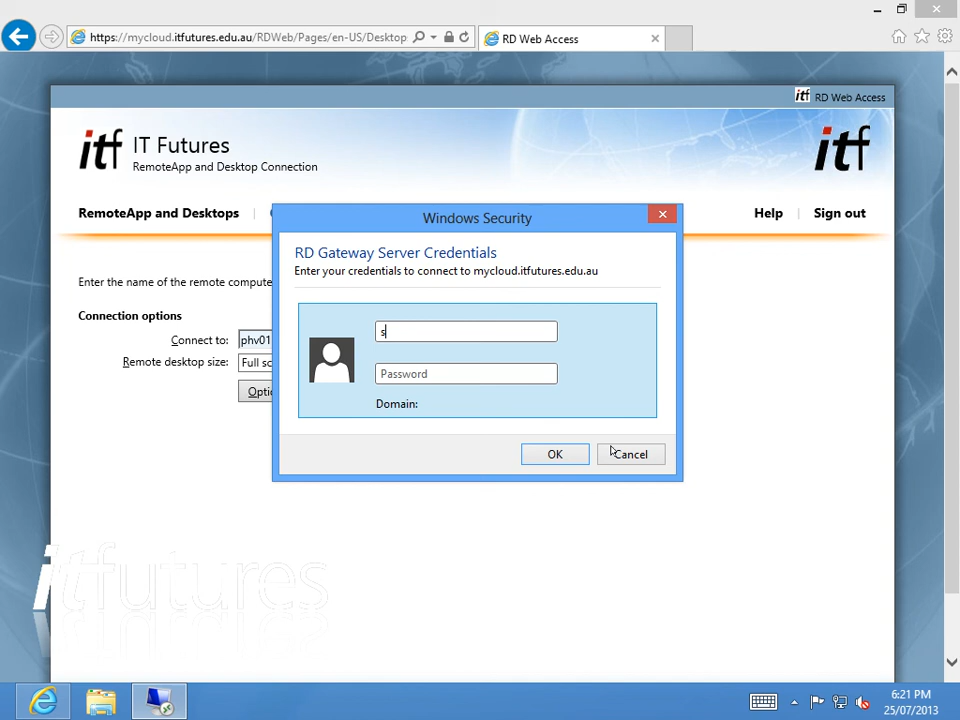 https://mycloud.itfutures.edu.au/RDWeb/Pages/en-US/Desktop
RD Web Access
itf RD Web Access
itf IT Futures
RemoteApp and Desktop Connection
itf
RemoteApp and Desktops
Help
Sign out
Windows Security
RD Gateway Server Credentials
Enter your credentials to connect to mycloud.itfutures.edu.au
Enter the name of the remote compute
Connection options
Connect to: phv01
Remote desktop size: Full sc
Optio
s
Password
Domain:
OK
Cancel
itfutures
6:21 PM
25/07/2013